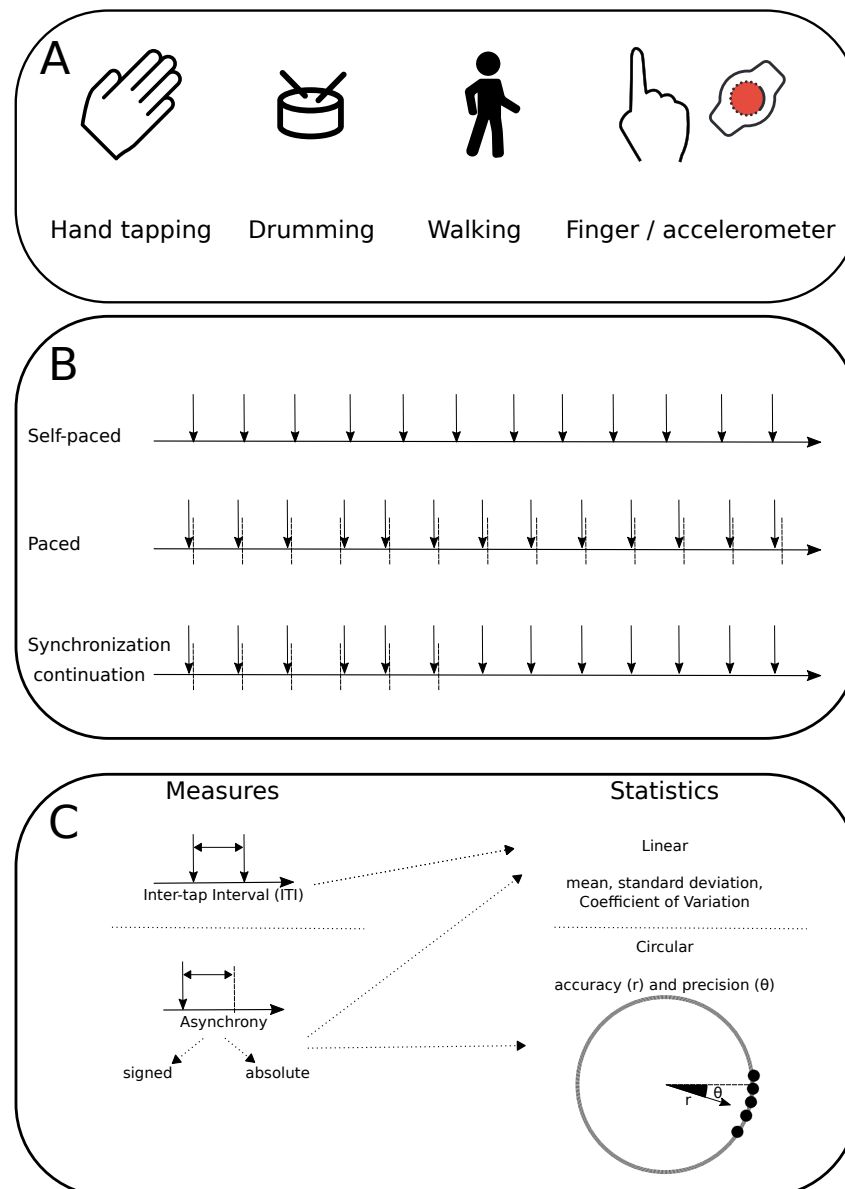 A
Hand tapping
Drumming
Walking
Finger / accelerometer
B
Self-paced
Paced
Synchronization
continuation
C
Measures
Statistics
Inter-tap Interval (ITI)
Linear
mean, standard deviation,
Coefficient of Variation
Asynchrony
signed
absolute
Circular
accuracy (r) and precision (θ)
θ
r